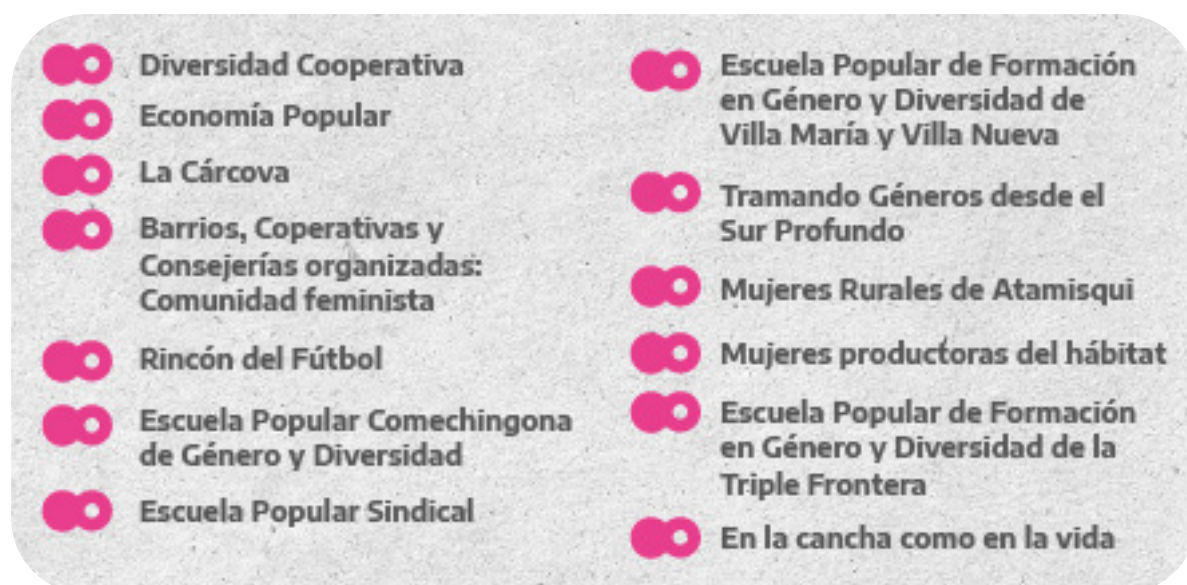 Diversidad Cooperativa
Economía Popular
La Cárcova
Barrios, Coperativas y
Consejerías organizadas:
Comunidad feminista
Rincón del Fútbol
Escuela Popular Comechingona
de Género y Diversidad
Escuela Popular Sindical
Escuela Popular de Formación
en Género y Diversidad de
Villa María y Villa Nueva
Tramando Géneros desde el
Sur Profundo
Mujeres Rurales de Atamisqui
Mujeres productoras del hábitat
Escuela Popular de Formación
en Género y Diversidad de la
Triple Frontera
En la cancha como en la vida